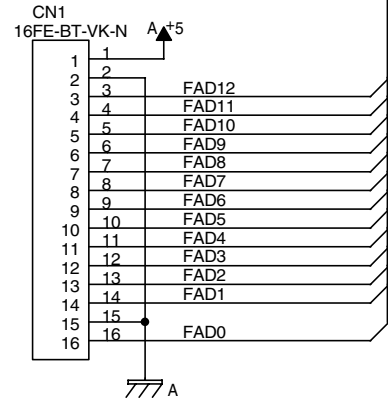 CN1
16FE-BT-VK-N
A +5
1 1
2 2
3 3 FAD12
4 4 FAD11
5 5 FAD10
6 6 FAD9
7 7 FAD8
8 8 FAD7
9 9 FAD6
10 10 FAD5
11 11 FAD4
12 12 FAD3
13 13 FAD2
14 14 FAD1
15 15
16 16 FAD0
A